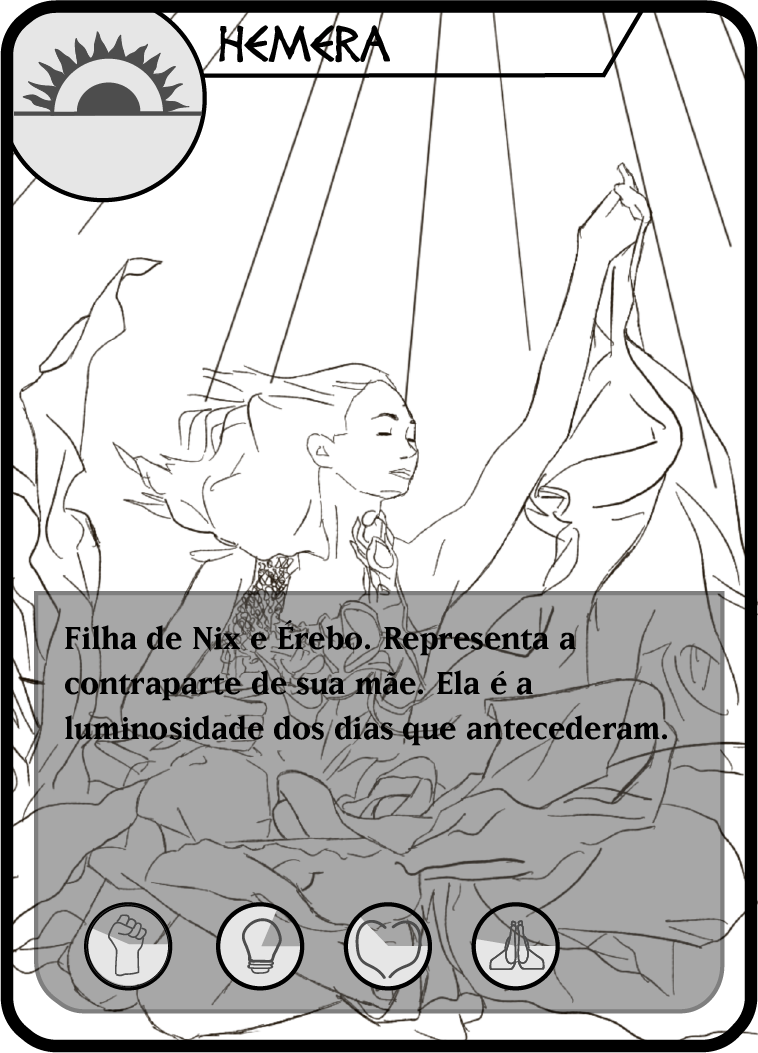 HEMERA
Filha de Nix e Érebo. Representa a
contraparte de sua mãe. Ela é a
luminosidade dos dias que antecederam.